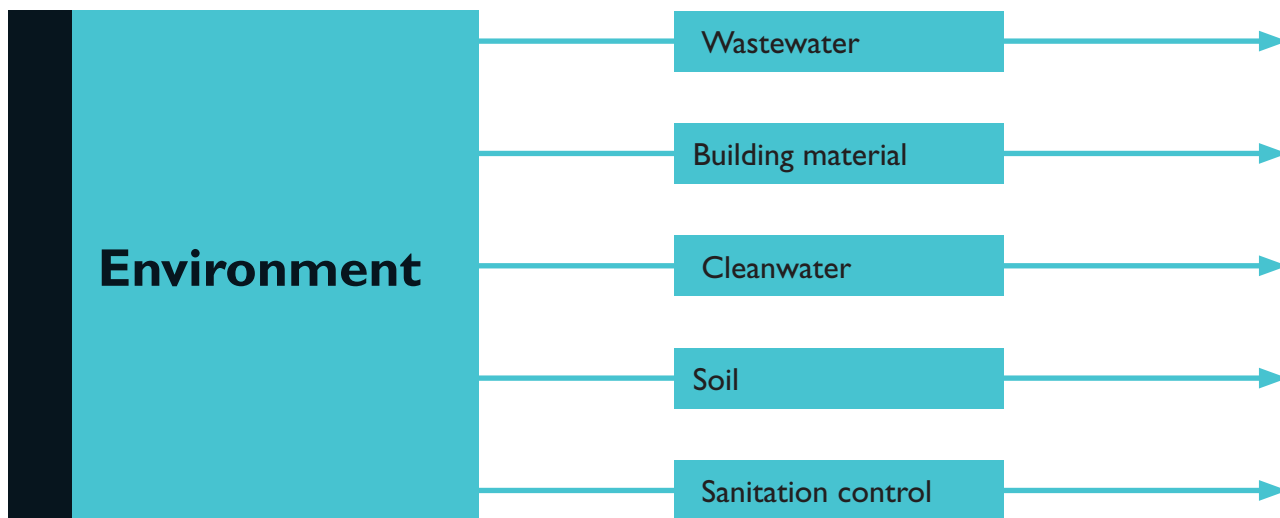 Environment
Wastewater
Building material
Cleanwater
Soil
Sanitation control